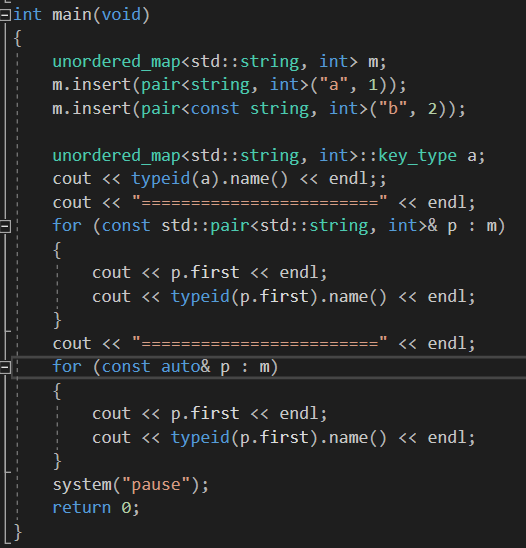 int main(void)
{
unordered_map<std::string, int> m;
m.insert(pair<string, int>("a", 1));
m.insert(pair<const string, int>("b", 2));
unordered_map<std::string, int>::key_type a;
cout << typeid(a).name() << endl;;
cout << "========================" << endl;
for (const std::pair<std::string, int>& p : m)
{
cout << p.first << endl;
cout << typeid(p.first).name() << endl;
}
cout << "========================" << endl;
for (const auto& p : m)
{
cout << p.first << endl;
cout << typeid(p.first).name() << endl;
}
system("pause");
return 0;
}